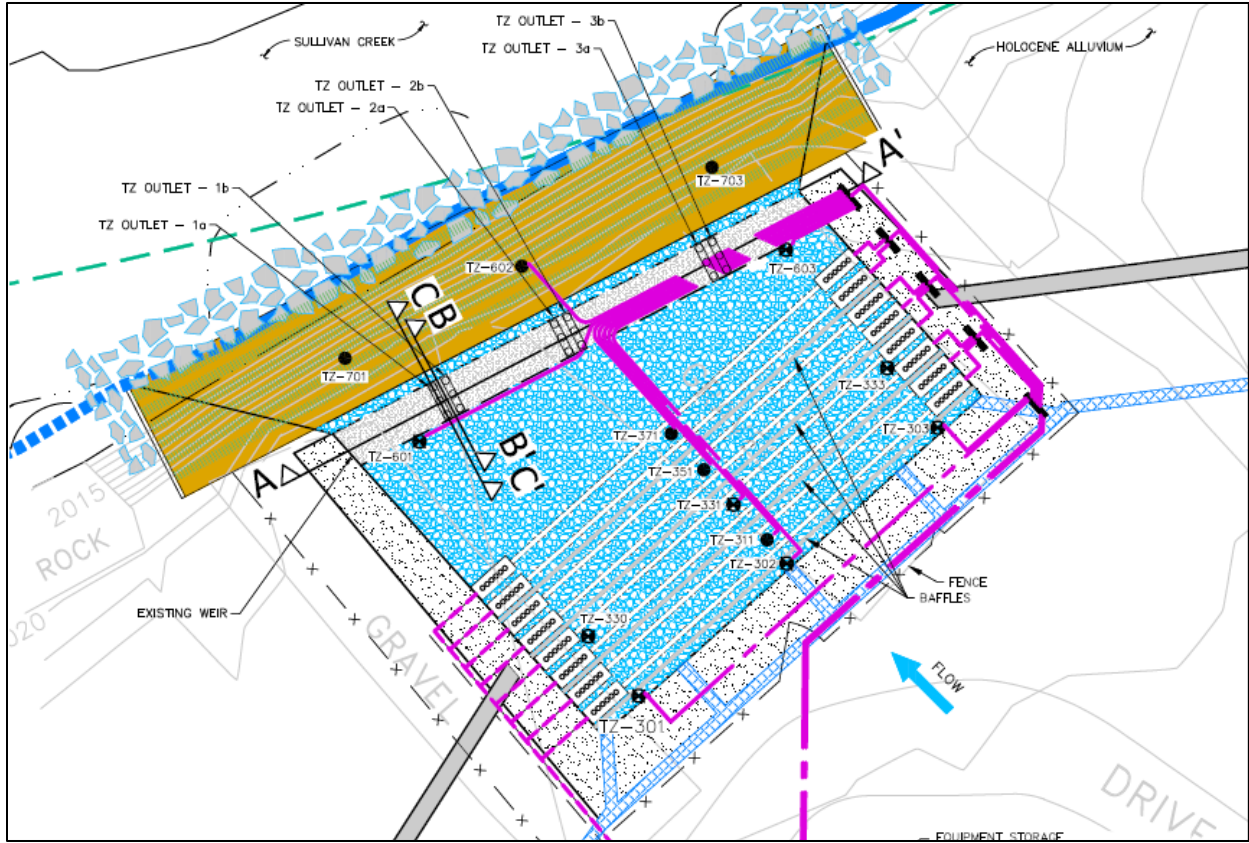 TZ OUTLET - 3b
SULLIVAN CREEK
TZ OUTLET - 3a
HOLOCENE ALLUVIUM
TZ OUTLET - 2b
TZ OUTLET - 2a
A'
TZ-703
TZ OUTLET - 1b
TZ OUTLET - 1a
TZ-602
TZ-603
C B
TZ-701
TZ-333
TZ-303
TZ-371
TZ-601
TZ-351
A
B' C'
TZ-331
2015
ROCK
TZ-311
TZ-302
FENCE
BAFFLES
EXISTING WEIR
020
TZ-330
GRAVEL
FLOW
TZ-301
DRIVE
EQUIPMENT STORAGE